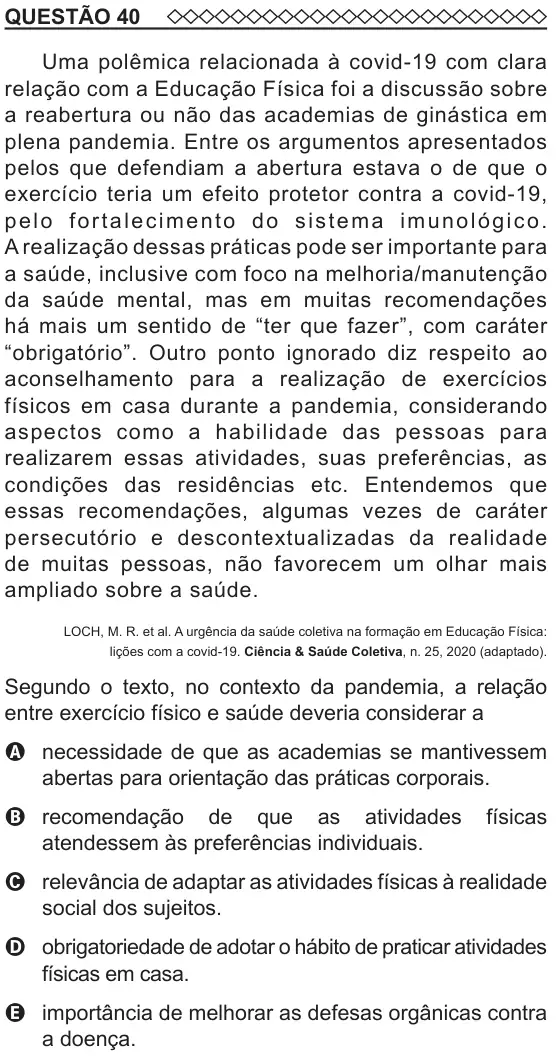 QUESTÃO 40
Uma polêmica relacionada à covid-19 com clara
relação com a Educação Física foi a discussão sobre
a reabertura ou não das academias de ginástica em
plena pandemia. Entre os argumentos apresentados
pelos que defendiam a abertura estava o de que o
exercício teria um efeito protetor contra a covid-19,
pelo fortalecimento do sistema imunológico.
A realização dessas práticas pode ser importante para
a saúde, inclusive com foco na melhoria/manutenção
da saúde mental, mas em muitas recomendações
há mais um sentido de “ter que fazer”, com caráter
“obrigatório”. Outro ponto ignorado diz respeito ao
aconselhamento para a realização de exercícios
físicos em casa durante a pandemia, considerando
aspectos como a habilidade das pessoas para
realizarem essas atividades, suas preferências, as
condições das residências etc. Entendemos que
essas recomendações, algumas vezes de caráter
persecutório e descontextualizadas da realidade
de muitas pessoas, não favorecem um olhar mais
ampliado sobre a saúde.
LOCH, M. R. et al. A urgência da saúde coletiva na formação em Educação Física:
lições com a covid-19. Ciência & Saúde Coletiva, n. 25, 2020 (adaptado).
Segundo o texto, no contexto da pandemia, a relação
entre exercício físico e saúde deveria considerar a
A necessidade de que as academias se mantivessem
abertas para orientação das práticas corporais.
B recomendação de que as atividades físicas
atendessem às preferências individuais.
C relevância de adaptar as atividades físicas à realidade
social dos sujeitos.
D obrigatoriedade de adotar o hábito de praticar atividades
físicas em casa.
E importância de melhorar as defesas orgânicas contra
a doença.